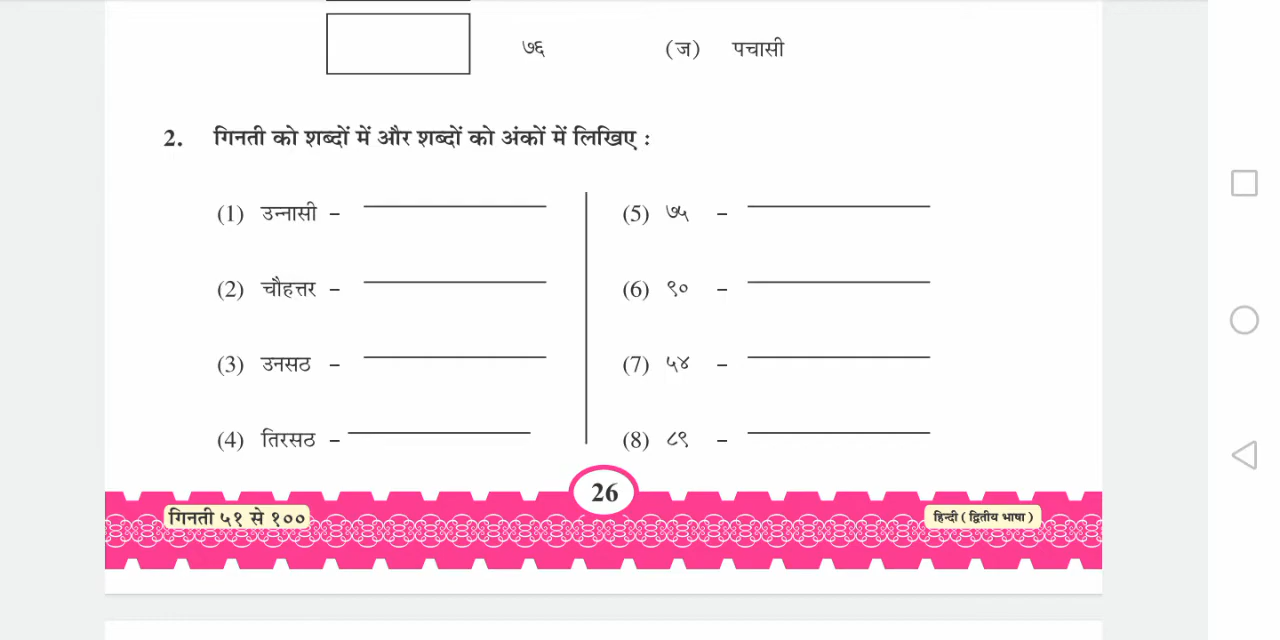 ७६ (ज) पचासी
2. गिनती को शब्दों में और शब्दों को अंकों में लिखिए :
(1) उन्नासी – (5) ७५ –
(2) चौहत्तर – (6) ९० –
(3) उनसठ – (7) ५४ –
(4) तिरसठ – (8) ८९ –
26
गिनती ५१ से १०० हिन्दी ( द्वितीय भाषा )